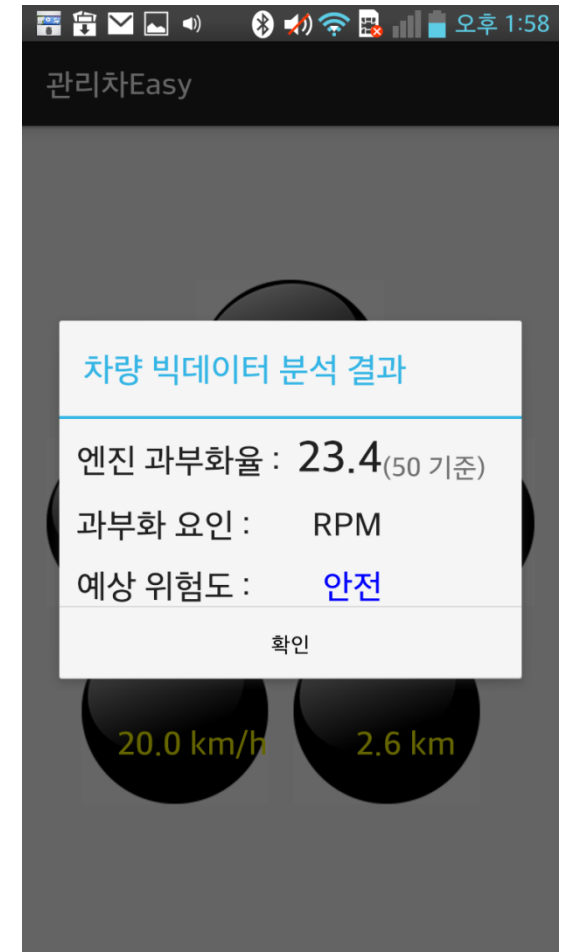 오후 1:58
관리차Easy
차량 빅데이터 분석 결과
엔진 과부화율 : 23.4(50 기준)
과부화 요인 : RPM
예상 위험도 : 안전
확인
20.0 km/h 2.6 km